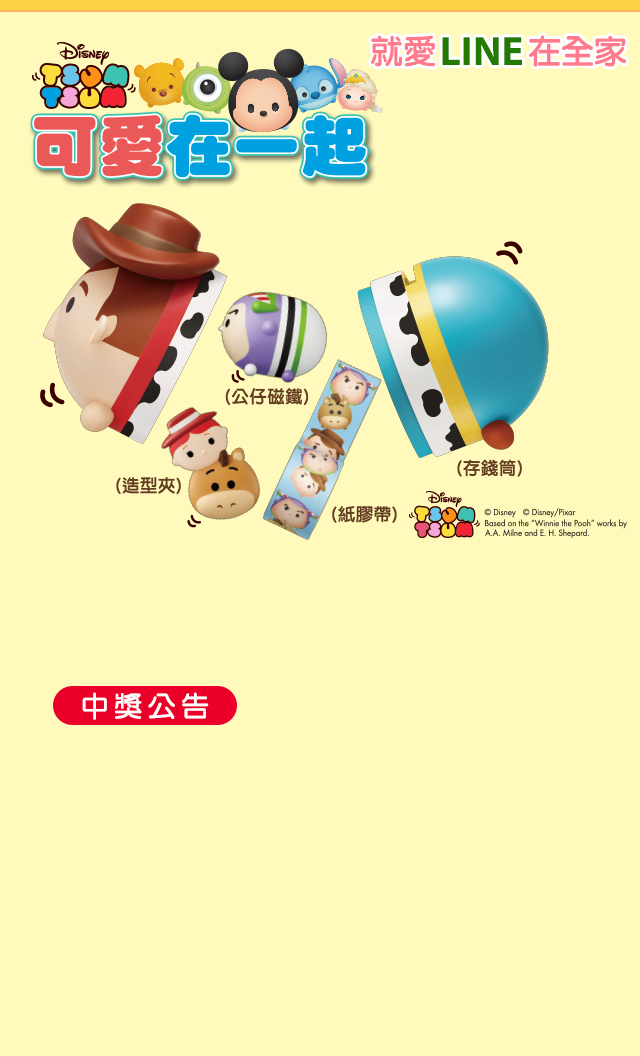 就愛LINE在全家
Disney
TSUM
TSUM
可愛在一起
(公仔磁鐵)
(造型夾)
(紙膠帶)
(存錢筒)
Disney
TSUM
TSUM
© Disney © Disney/Pixar
Based on the "Winnie the Pooh" works by
A.A. Milne and E. H. Shepard.
中獎公告